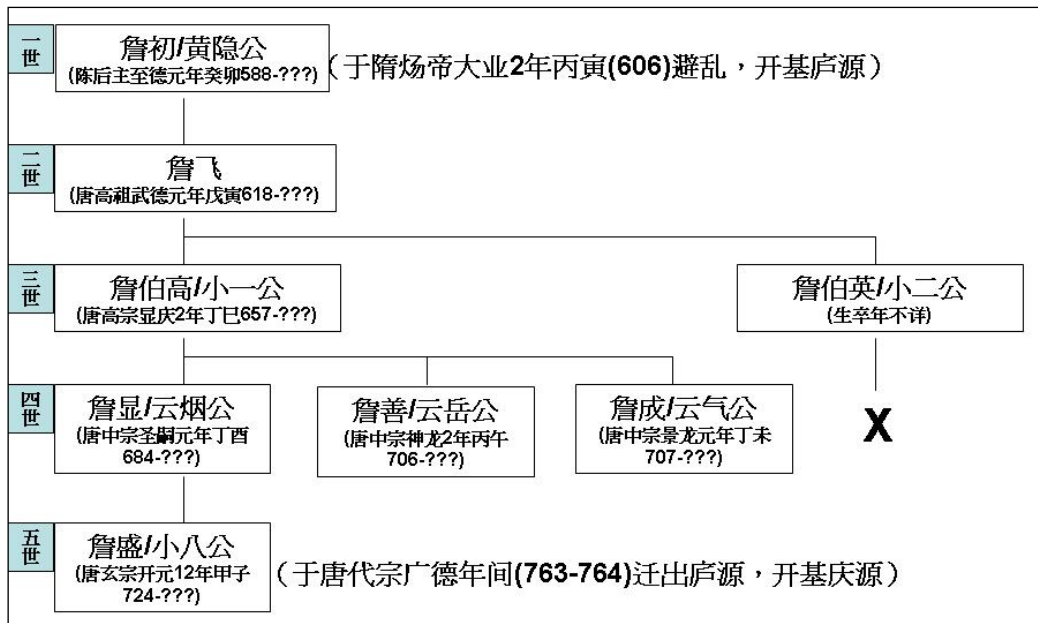 一世
詹初/黄隐公
(陈后主至德元年癸卯588-???)
（于隋炀帝大业2年丙寅(606)避乱，开基庐源）
二世
詹飞
(唐高祖武德元年戊寅618-???)
三世
詹伯高/小一公
(唐高宗显庆2年丁巳657-???)
詹伯英/小二公
(生卒年不详)
四世
詹显/云烟公
(唐中宗圣嗣元年丁酉
684-???)
詹善/云岳公
(唐中宗神龙2年丙午
706-???)
詹成/云气公
(唐中宗景龙元年丁未
707-???)
X
五世
詹盛/小八公
(唐玄宗开元12年甲子
724-???)
（于唐代宗广德年间(763-764)迁出庐源，开基庆源）